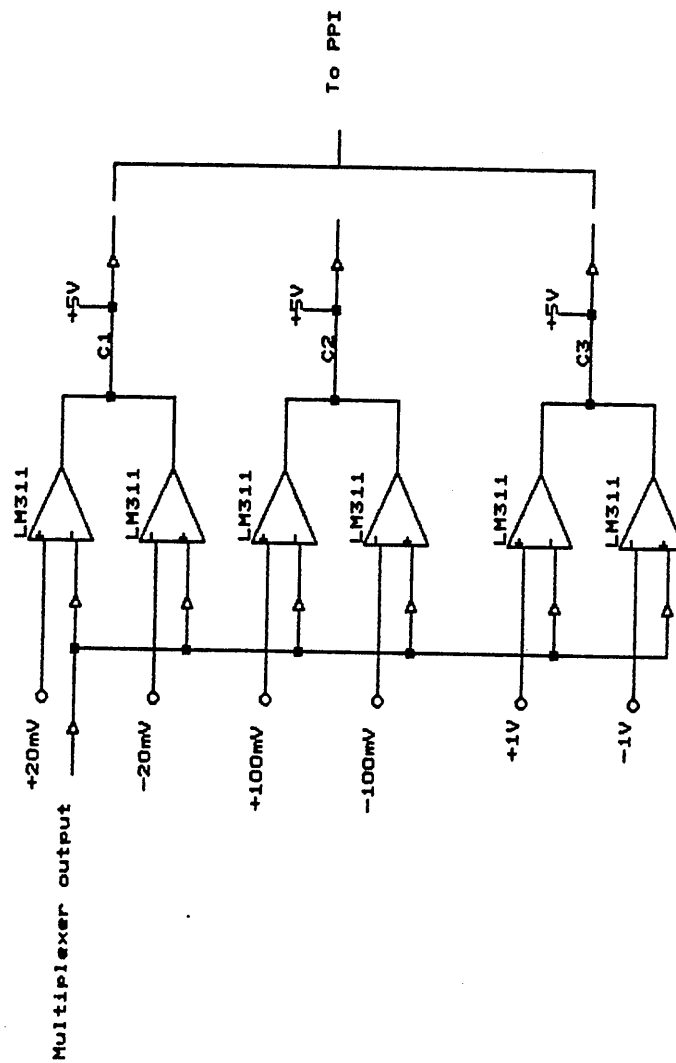 Multiplexer output
+20mV
-20mV
+100mV
-100mV
+1V
-1V
LM311
LM311
LM311
LM311
LM311
LM311
+
-
-
+
+
-
-
+
+
-
-
+
C1
+5V
C2
+5V
C3
+5V
To PPI